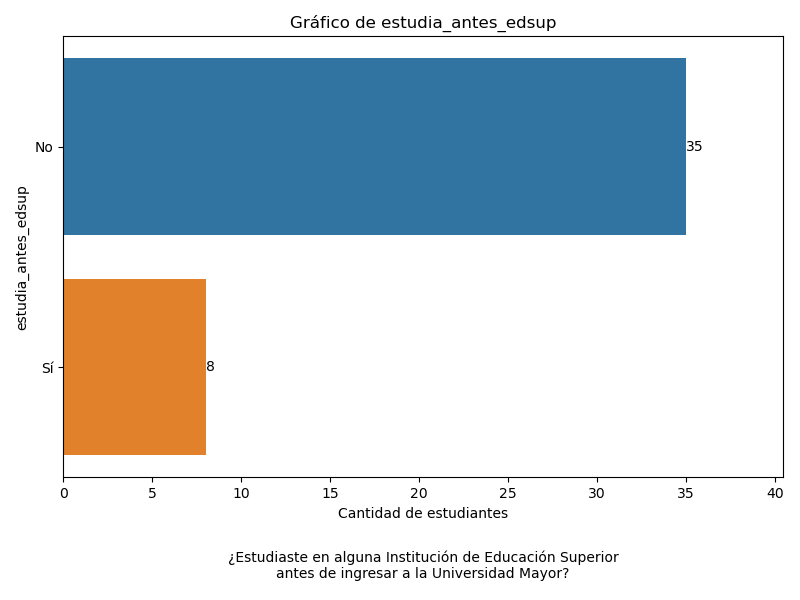 Gráfico de estudia_antes_edsup
estudia_antes_edsup
No
35
Sí
8
0 5 10 15 20 25 30 35 40
Cantidad de estudiantes
¿Estudiaste en alguna Institución de Educación Superior
antes de ingresar a la Universidad Mayor?